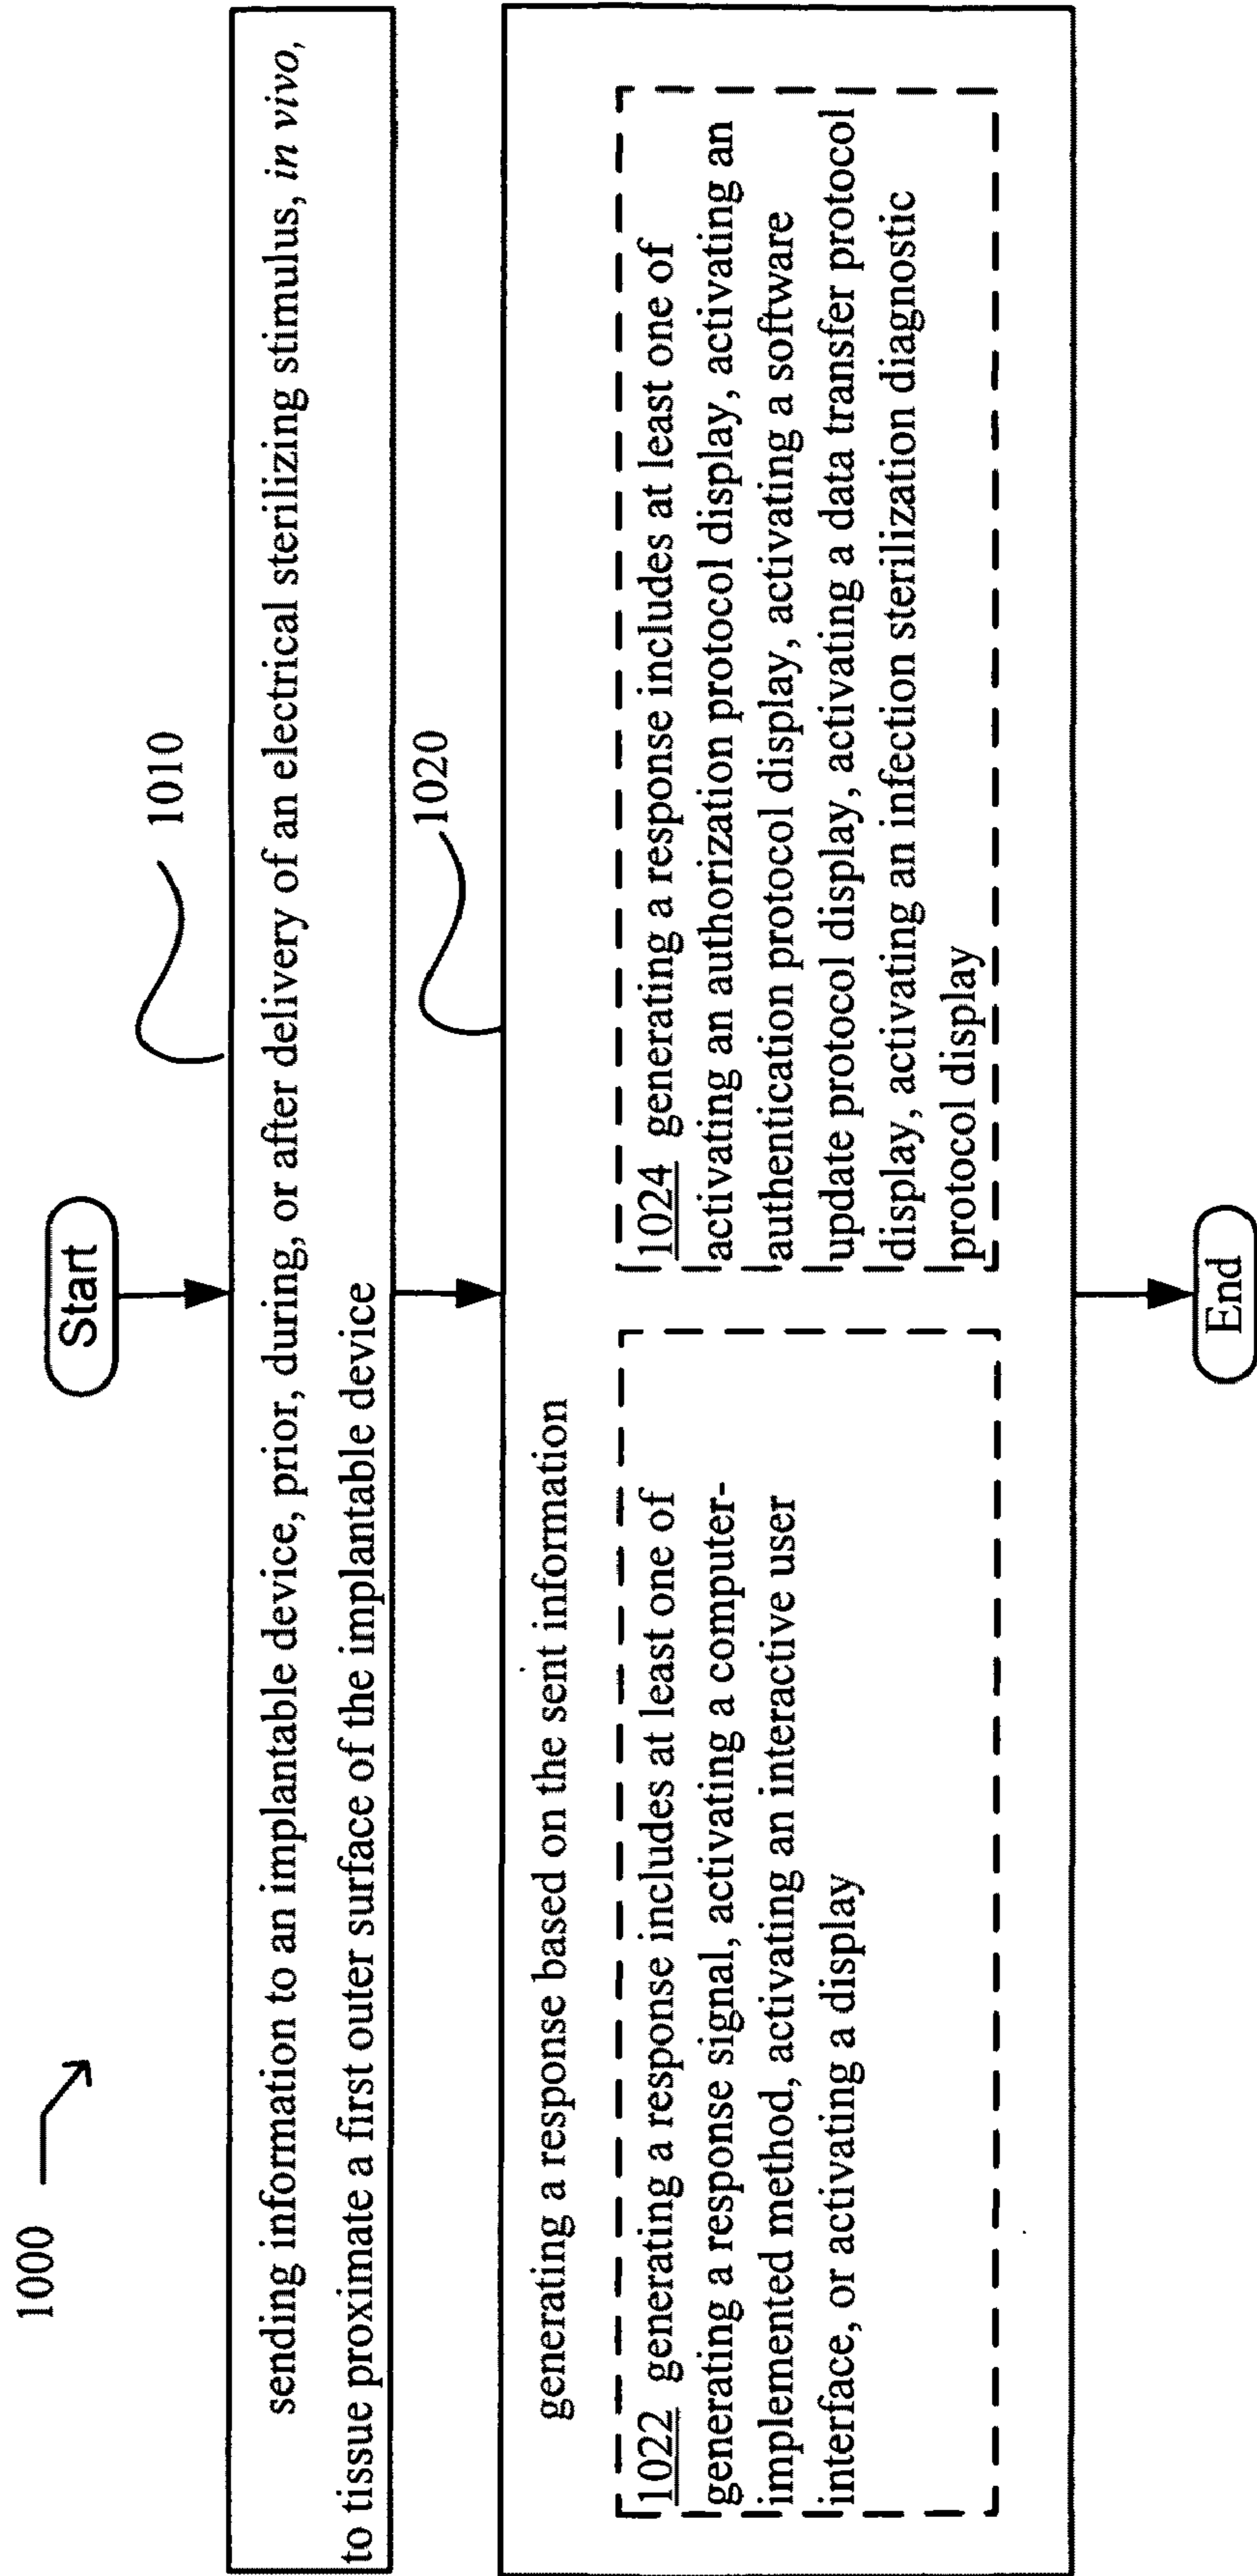 1000
Start
1010
sending information to an implantable device, prior, during, or after delivery of an electrical sterilizing stimulus, in vivo,
to tissue proximate a first outer surface of the implantable device
1020
generating a response based on the sent information
1022 generating a response includes at least one of
generating a response signal, activating a computer-
implemented method, activating an interactive user
interface, or activating a display
1024 generating a response includes at least one of
activating an authorization protocol display, activating an
authentication protocol display, activating a software
update protocol display, activating a data transfer protocol
display, activating an infection sterilization diagnostic
protocol display
End